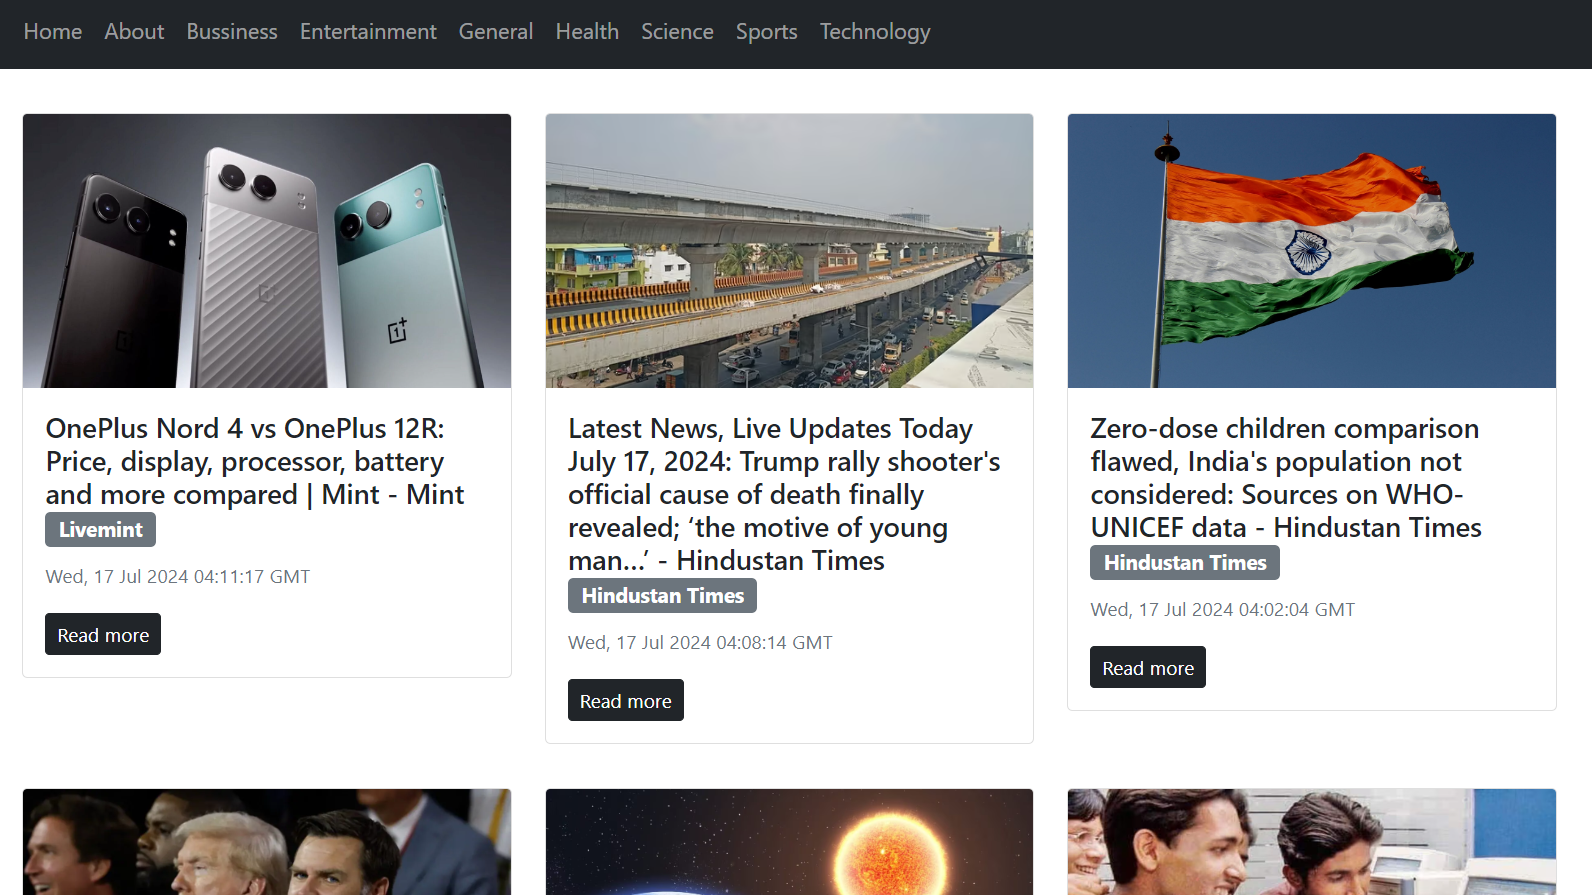 Home About Bussiness Entertainment General Health Science Sports Technology
OnePlus Nord 4 vs OnePlus 12R:
Price, display, processor, battery
and more compared | Mint - Mint
Livemint
Wed, 17 Jul 2024 04:11:17 GMT
Read more
Latest News, Live Updates Today
July 17, 2024: Trump rally shooter's
official cause of death finally
revealed; ‘the motive of young
man...’ - Hindustan Times
Hindustan Times
Wed, 17 Jul 2024 04:08:14 GMT
Read more
Zero-dose children comparison
flawed, India's population not
considered: Sources on WHO-
UNICEF data - Hindustan Times
Hindustan Times
Wed, 17 Jul 2024 04:02:04 GMT
Read more